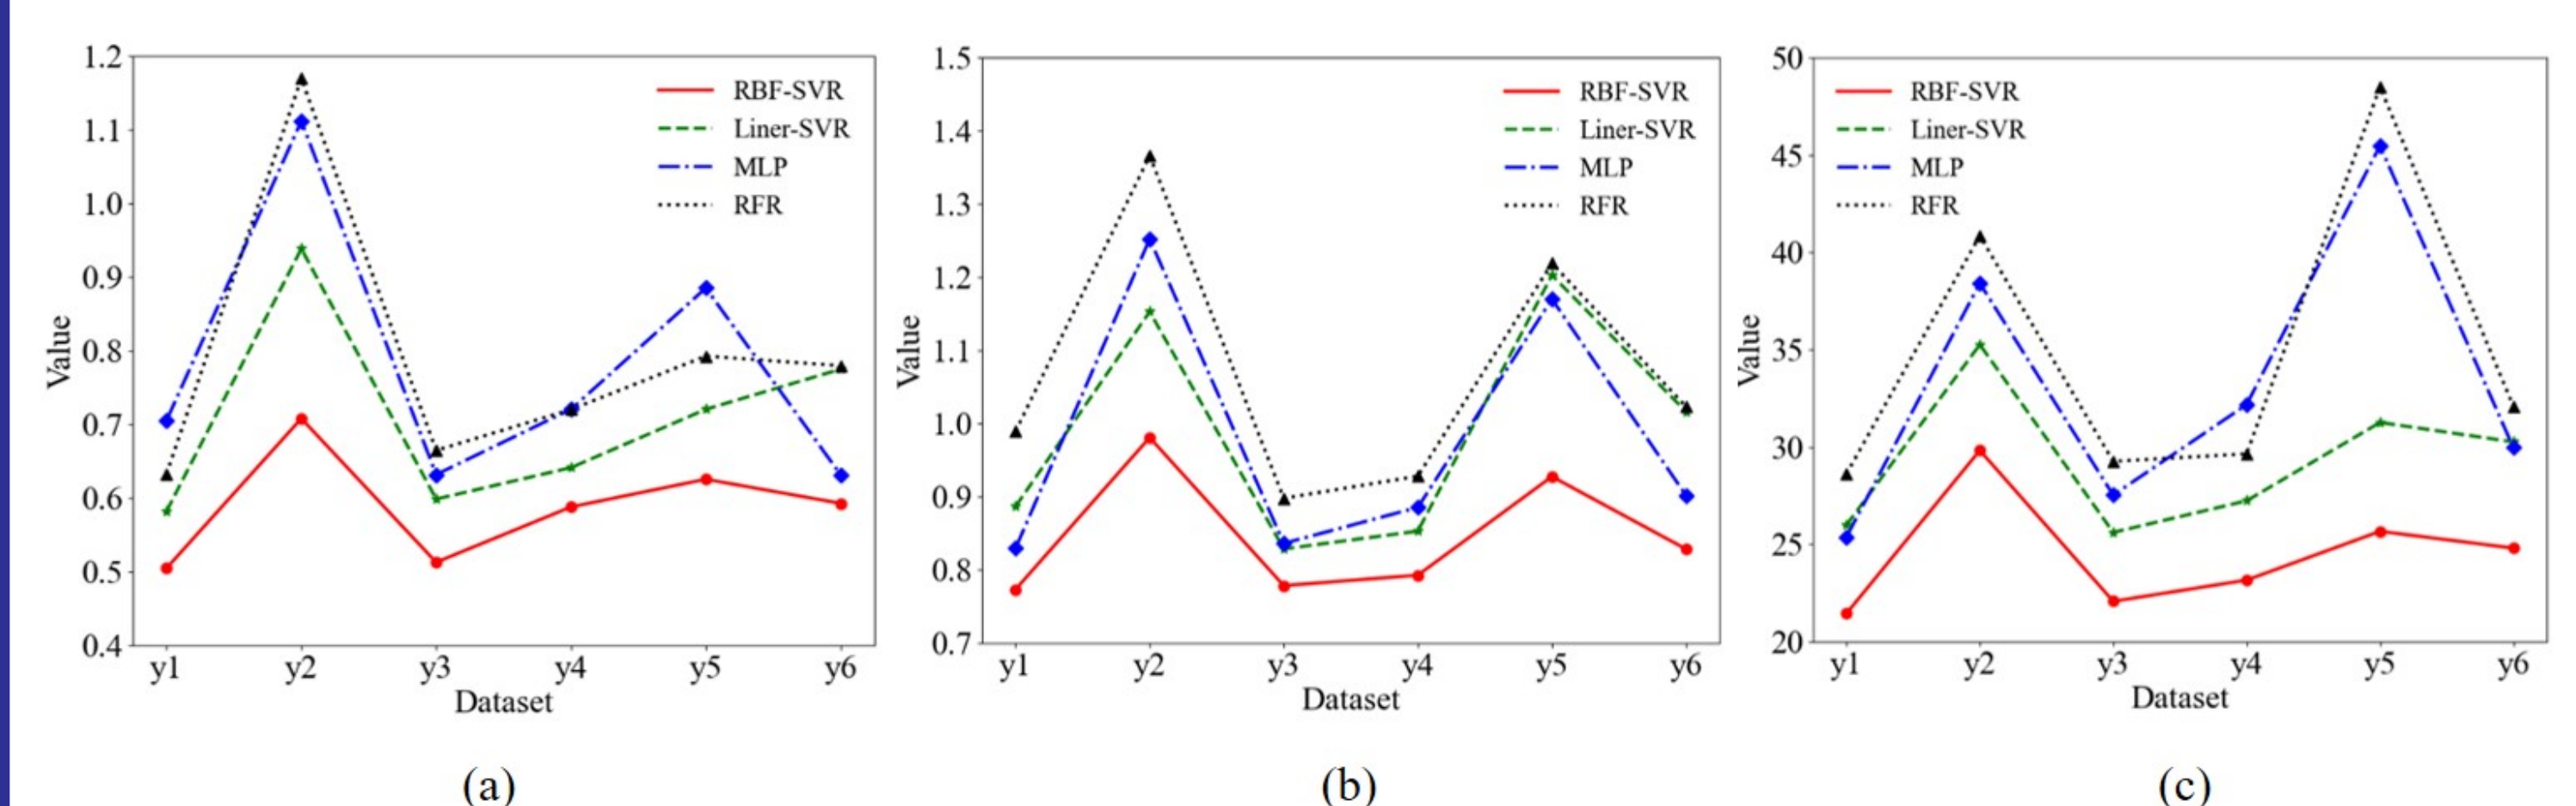 1.2
1.1
1.0
0.9
0.8
0.7
0.6
0.5
0.4
Value
RBF-SVR
Liner-SVR
MLP
RFR
y1 y2 y3 y4 y5 y6
Dataset
(a)
1.5
1.4
1.3
1.2
1.1
1.0
0.9
0.8
0.7
Value
RBF-SVR
Liner-SVR
MLP
RFR
y1 y2 y3 y4 y5 y6
Dataset
(b)
50
45
40
35
30
25
20
Value
RBF-SVR
Liner-SVR
MLP
RFR
y1 y2 y3 y4 y5 y6
Dataset
(c)